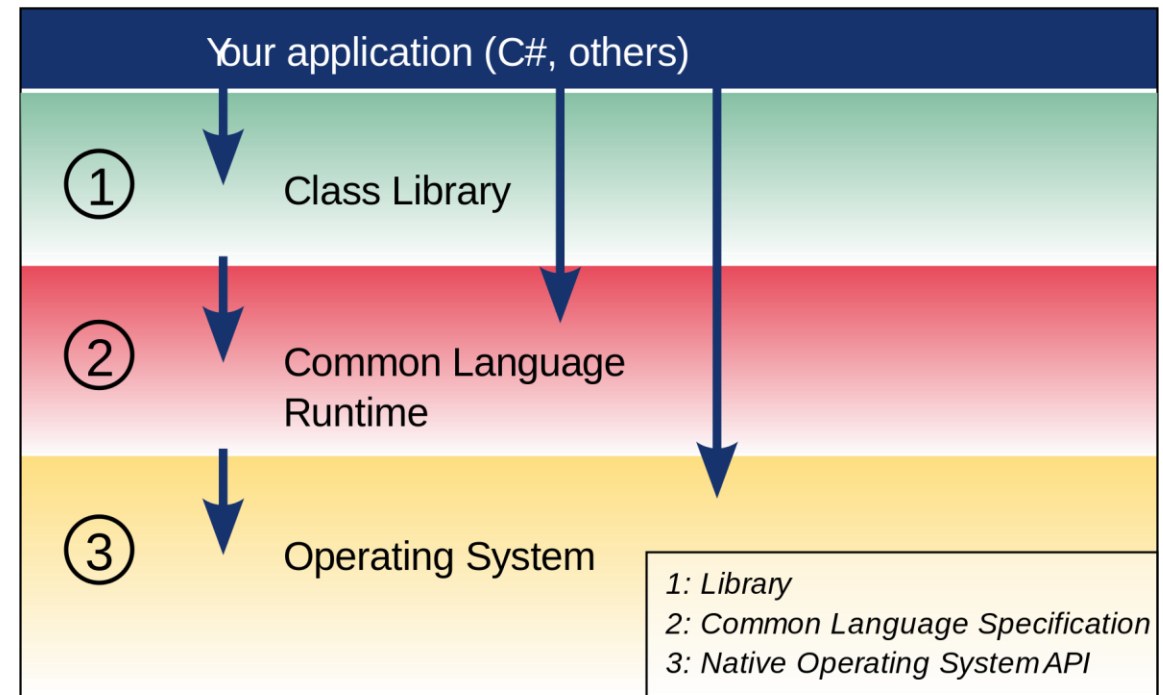 Your application (C#, others)
1
Class Library
2
Common Language
Runtime
3
Operating System
1: Library
2: Common Language Specification
3: Native Operating System API